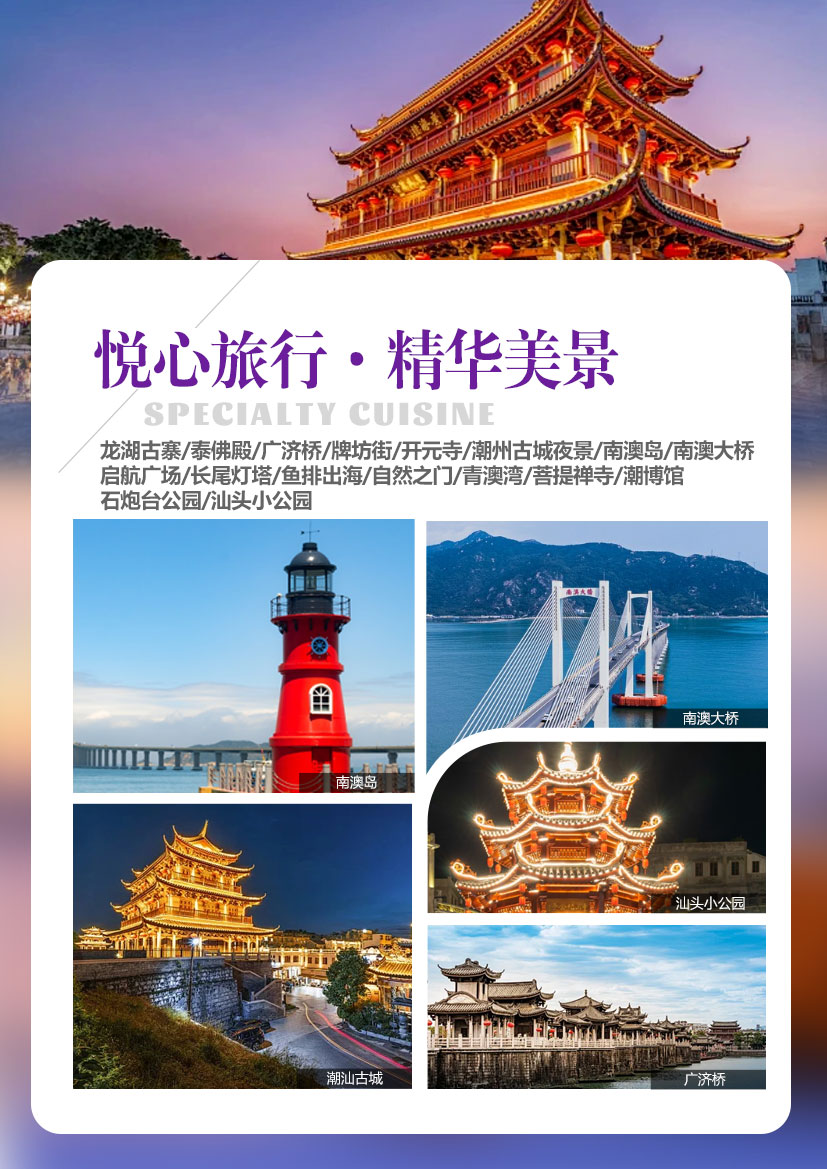 悦心旅行·精华美景
SPECIALTY CUISINE
龙湖古寨/泰佛殿/广济桥/牌坊街/开元寺/潮州古城夜景/南澳岛/南澳大桥
启航广场/长尾灯塔/鱼排出海/自然之门/青澳湾/菩提禅寺/潮博馆
石炮台公园/汕头小公园
南澳大桥
南澳大桥
南澳岛
汕头小公园
潮汕古城
广济桥